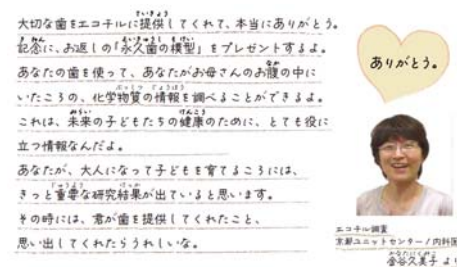 大切な歯をエコチルに提供してくれて、本当にありがとう。
記念に、お返しの「永久歯の模型」をプレゼントするよ。
あなたの歯を使って、あなたがお母さんのお腹の中に
いたころの、化学物質の情報を調べることができるよ。
これは、未来の子どもたちの健康のために、とても役に
立つ情報なんだよ。
あなたが、大人になって子どもを育てるころには、
きっと重要な研究結果が出ていると思います。
その時には、君が歯を提供してくれたこと、
思い出してくれたらうれしいな。
ありがとう。
エコチル調査
京都ユニットセンター/内科医
金谷久美子 より